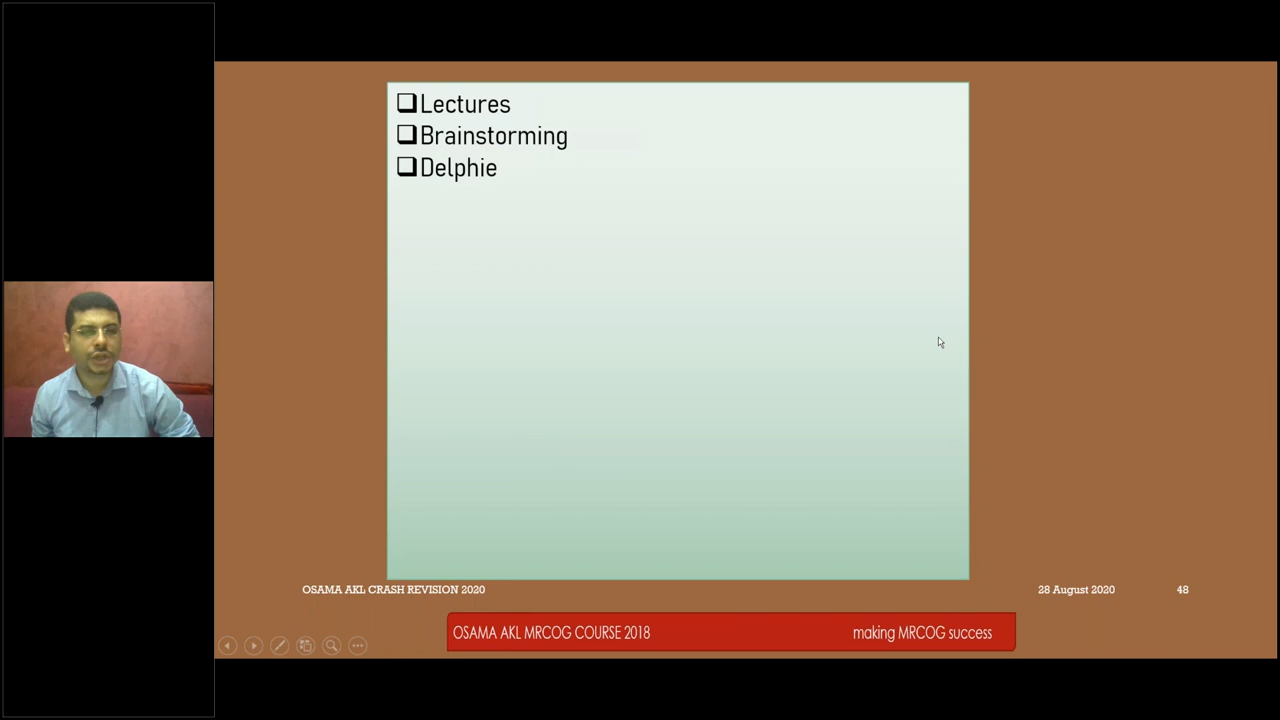 Lectures
Brainstorming
Delphie
OSAMA AKL CRASH REVISION 2020
28 August 2020
48
OSAMA AKL MRCOG COURSE 2018
making MRCOG success